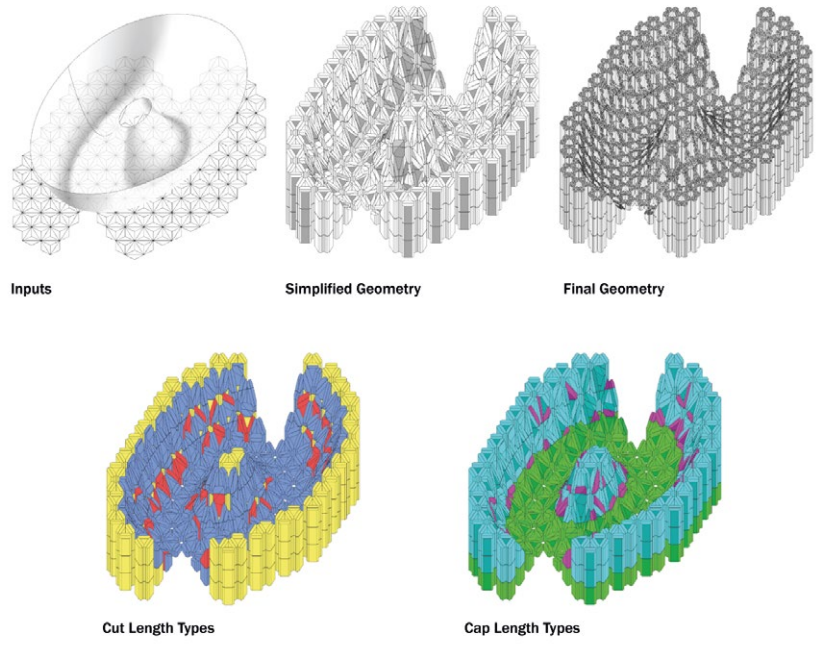 Inputs
Simplified Geometry
Final Geometry
Cut Length Types
Cap Length Types